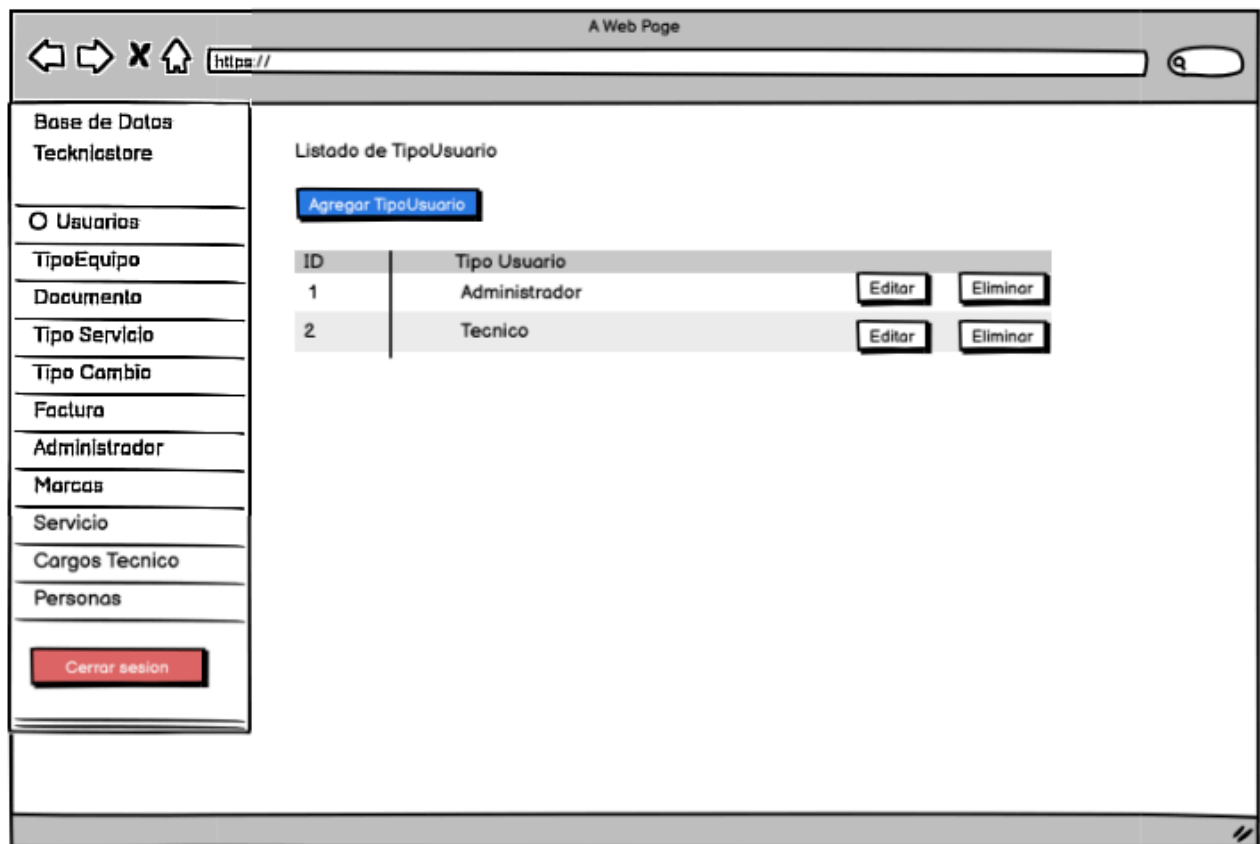 A Web Page
https://
Base de Datos
Tecknicstore
O Usuarios
TipoEquipo
Documento
Tipo Servicio
Tipo Cambio
Factura
Administrador
Marcas
Servicio
Cargos Tecnico
Personas
Cerrar sesion
Listado de TipoUsuario
Agregar TipoUsuario
ID Tipo Usuario
1 Administrador Editar Eliminar
2 Tecnico Editar Eliminar